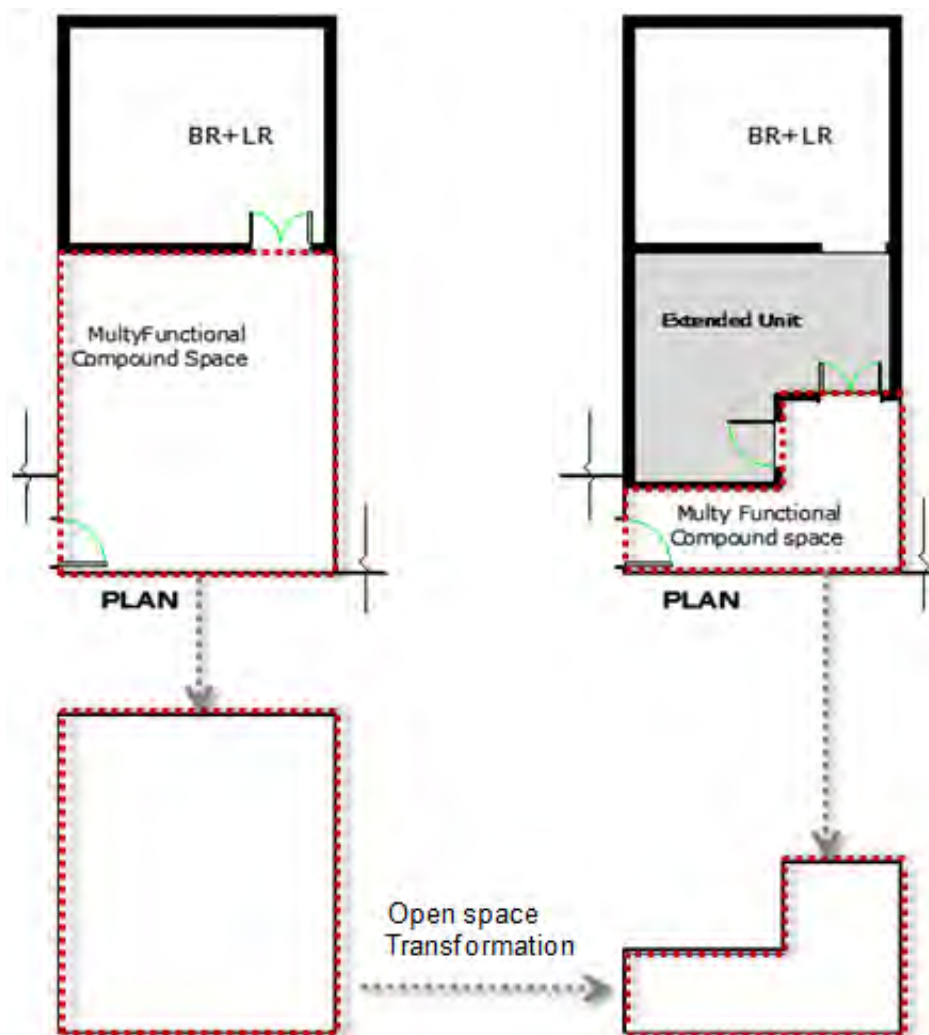 BR+LR
MultyFunctional
Compound Space
PLAN
BR+LR
Extended Unit
Multy Functional
Compound space
PLAN
Open space
Transformation